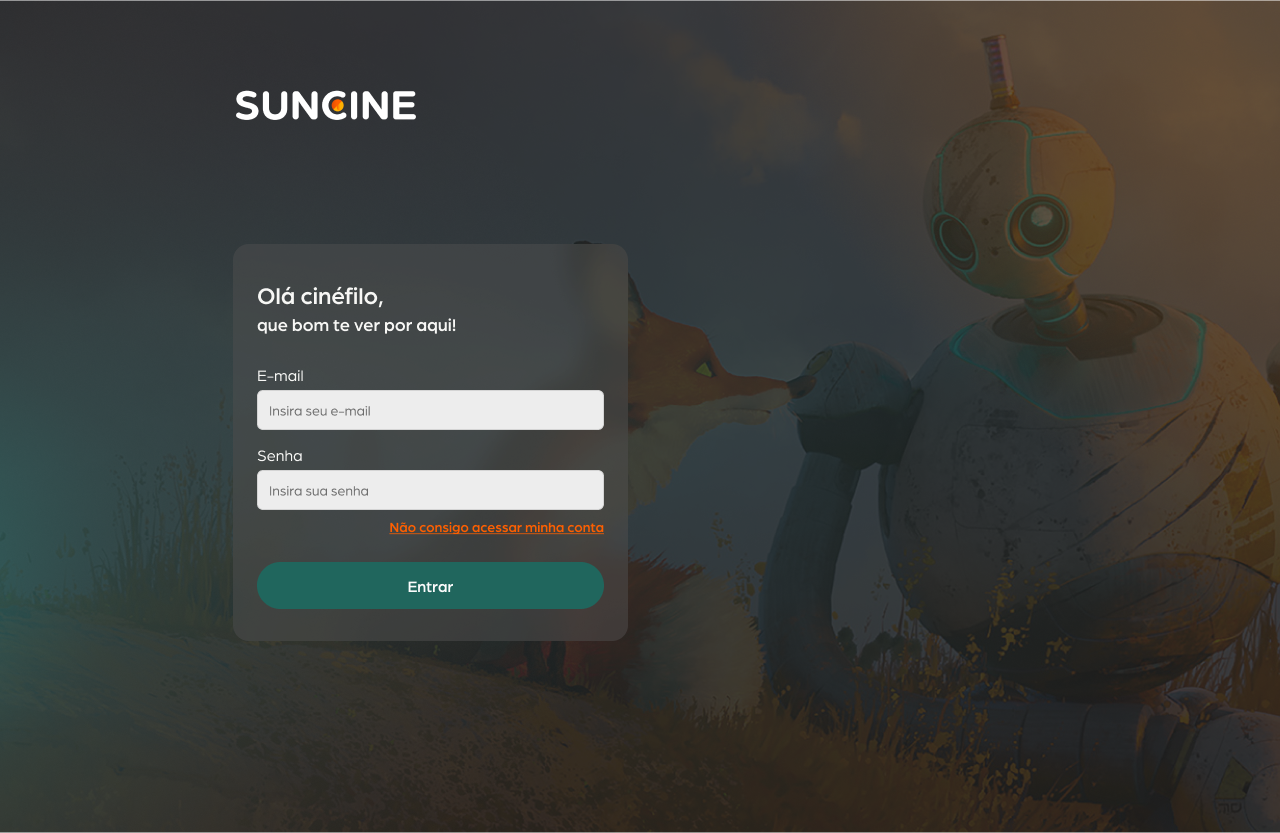 SUNCINE
Olá cinéfilo,
que bom te ver por aqui!
E-mail
Insira seu e-mail
Senha
Insira sua senha
Não consigo acessar minha conta
Entrar